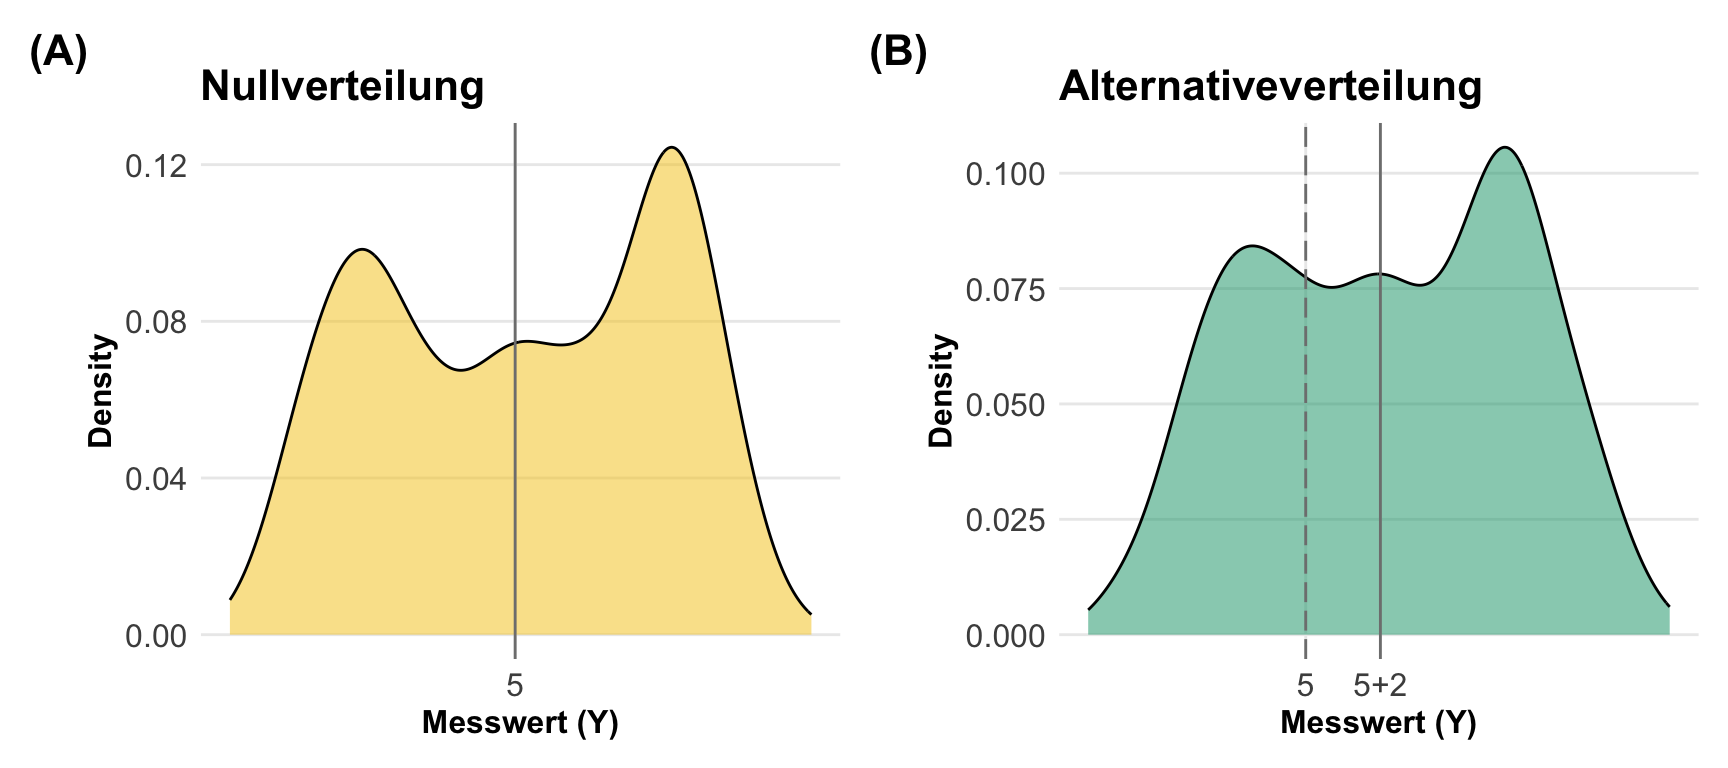 (A)
Nullverteilung
0.12
0.08
0.04
0.00
Density
5
Messwert (Y)
(B)
Alternativeverteilung
0.100
0.075
0.050
0.025
0.000
Density
5 5+2
Messwert (Y)